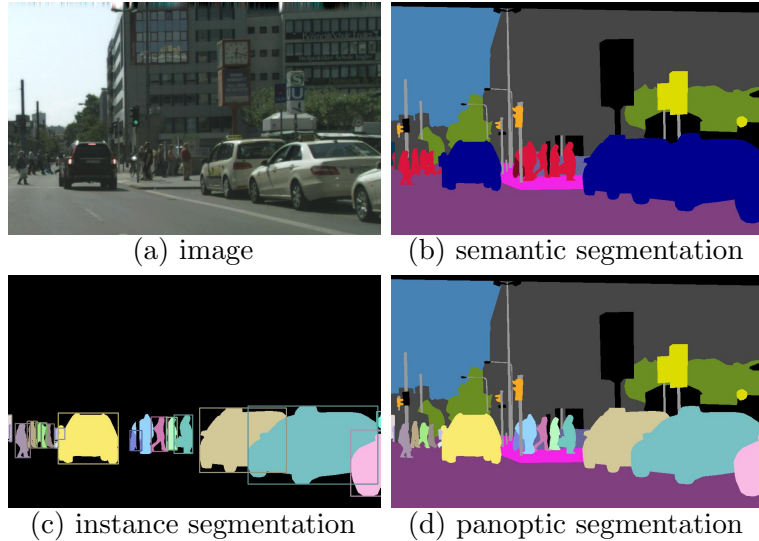 (a) image
(b) semantic segmentation
(c) instance segmentation
(d) panoptic segmentation